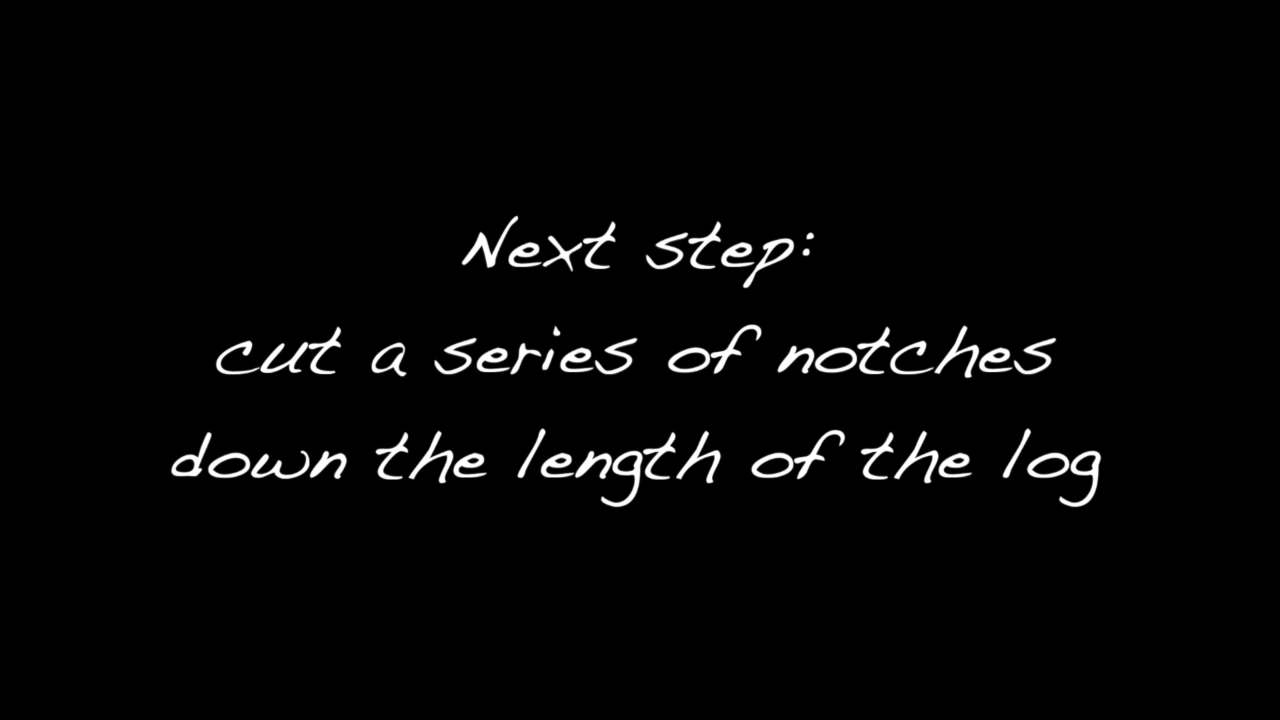 Next step:
cut a series of notches
down the length of the log